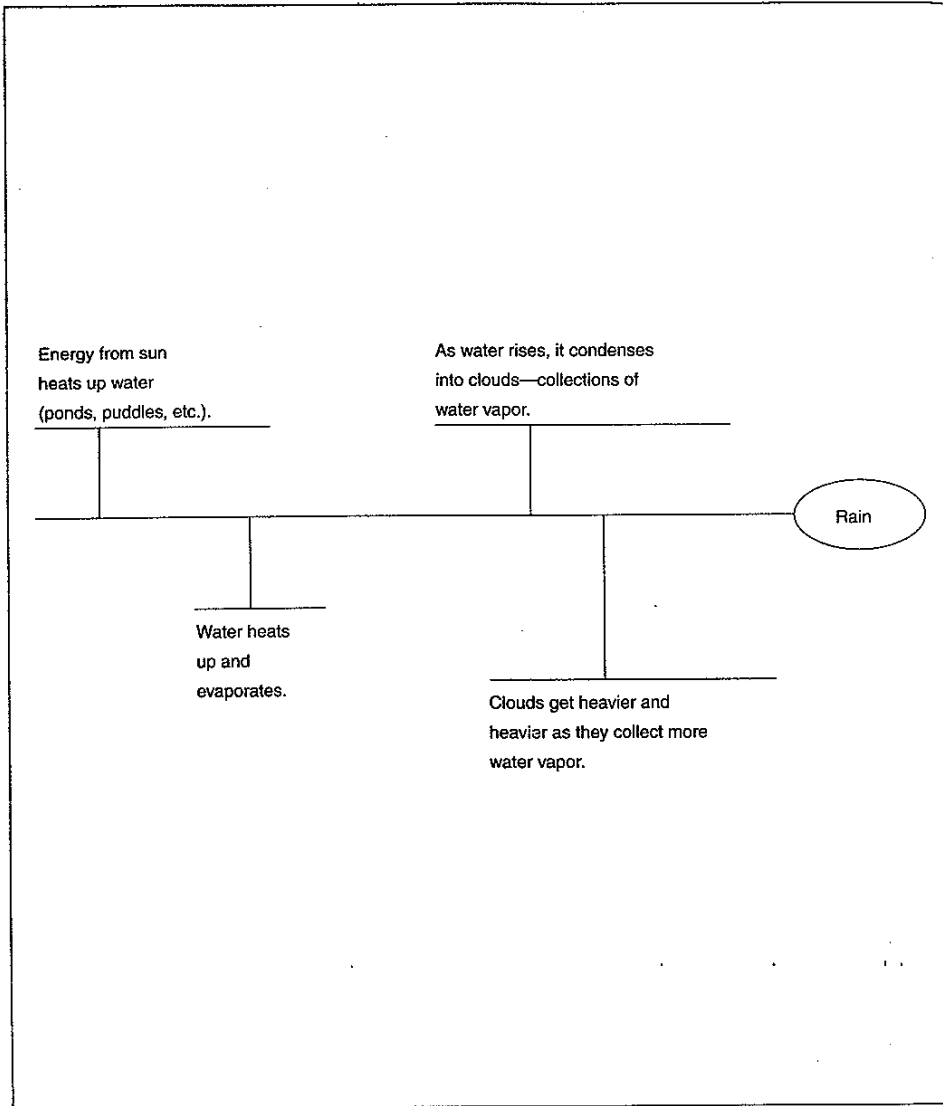 Energy from sun
heats up water
(ponds, puddles, etc.).
As water rises, it condenses
into clouds—collections of
water vapor.
Rain
Water heats
up and
evaporates.
Clouds get heavier and
heavier as they collect more
water vapor.